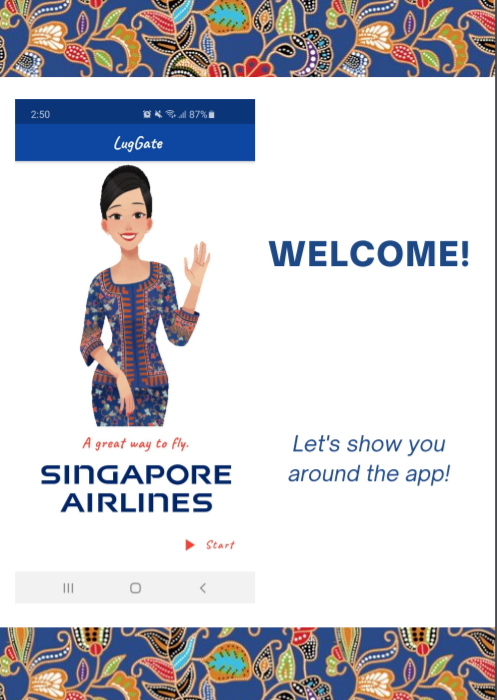 2:50
87%
LugGate
WELCOME!
A great way to fly.
SINGAPORE
AIRLINES
Let's show you
around the app!
Start